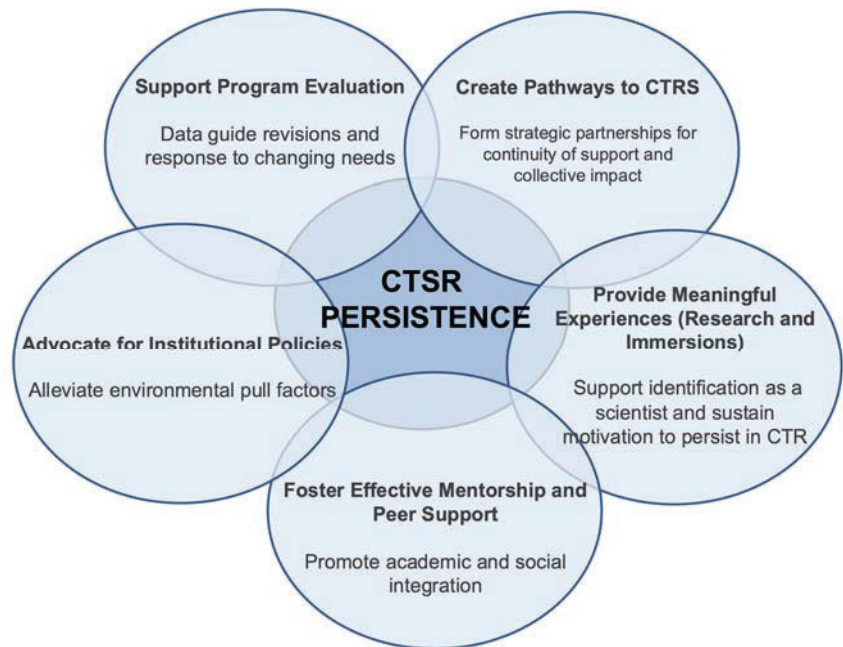 Support Program Evaluation
Data guide revisions and
response to changing needs
Create Pathways to CTRS
Form strategic partnerships for
continuity of support and
collective impact
CTSR
PERSISTENCE
Provide Meaningful
Experiences (Research and
Immersions)
Support identification as a
scientist and sustain
motivation to persist in CTR
Advocate for Institutional Policies
Alleviate environmental pull factors
Foster Effective Mentorship and
Peer Support
Promote academic and social
integration